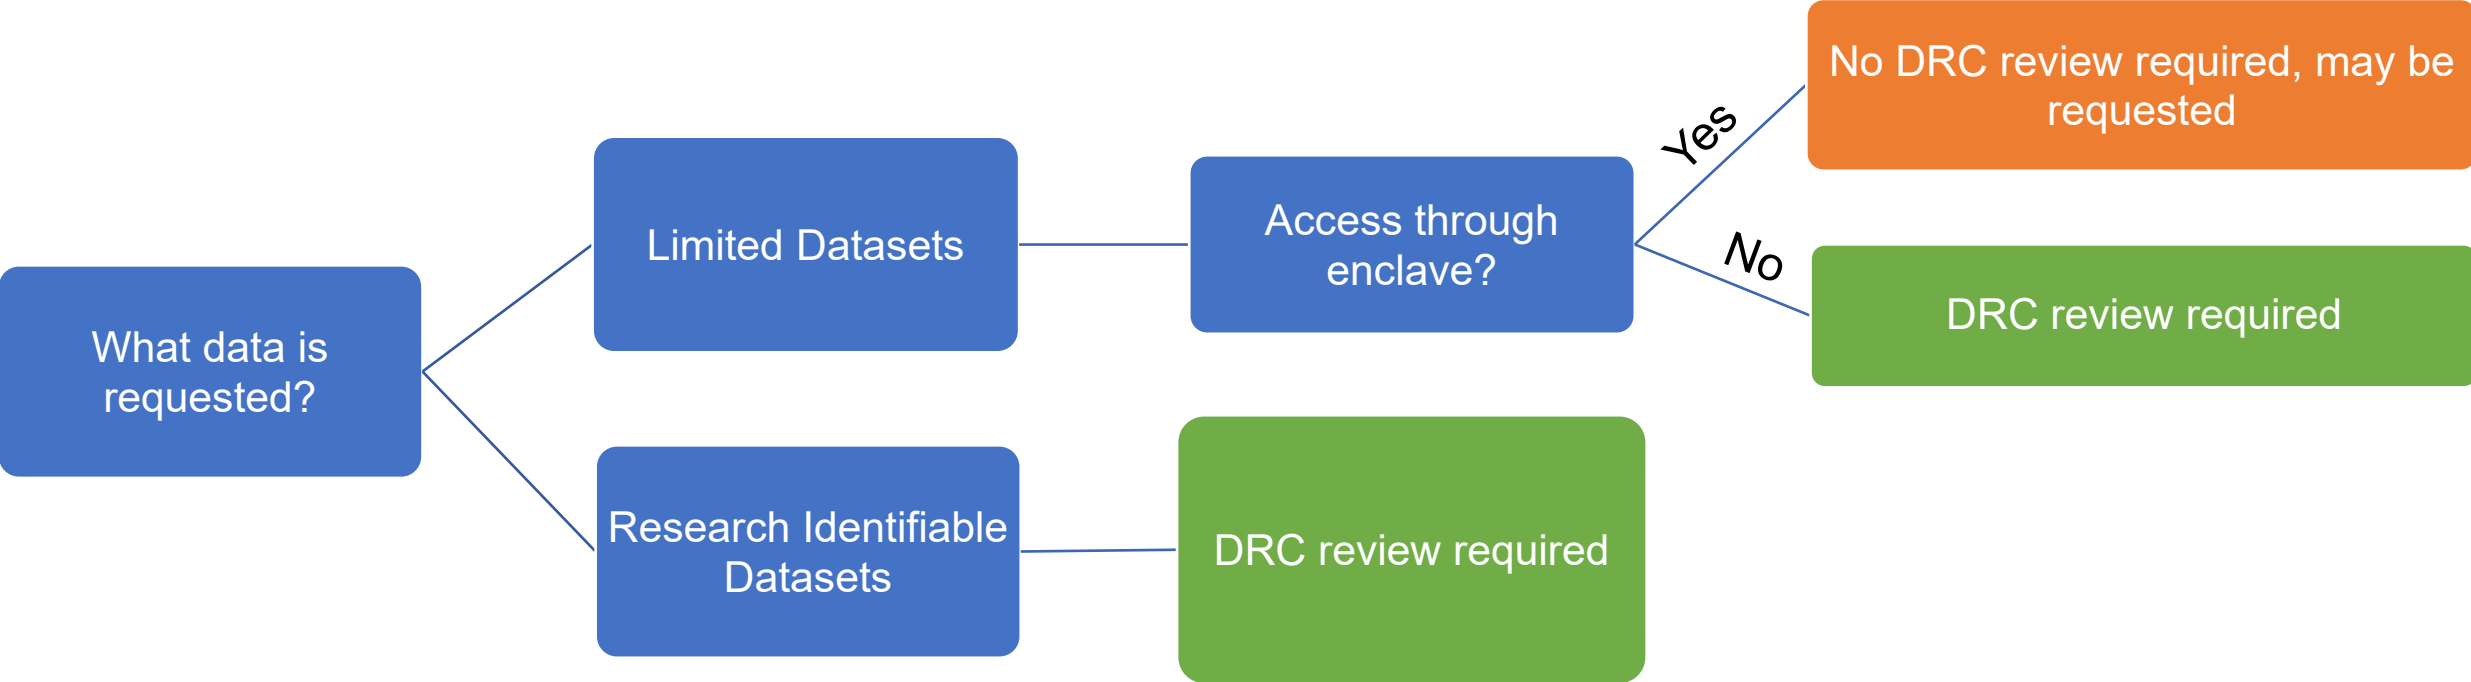 What data is
requested?
Limited Datasets
Access through
enclave?
Yes
No DRC review required, may be
requested
No
DRC review required
Research Identifiable
Datasets
DRC review required